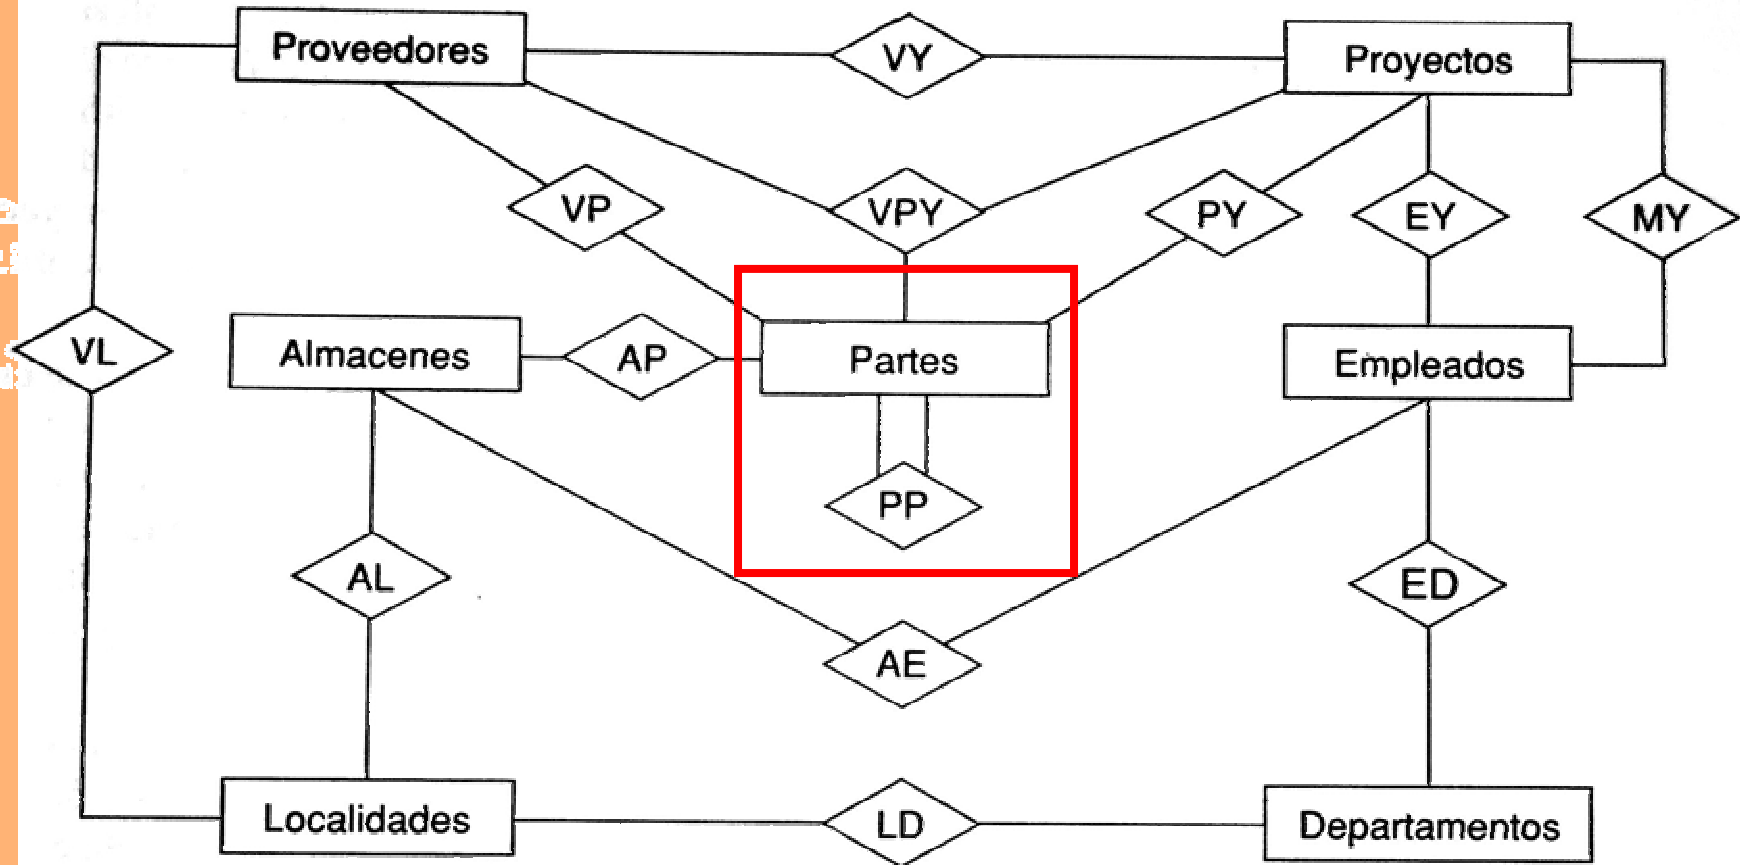 Proveedores
VY
Proyectos
VP
VPY
PY
EY
MY
VL
Almacenes
AP
Partes
Empleados
PP
AL
ED
AE
Localidades
LD
Departamentos